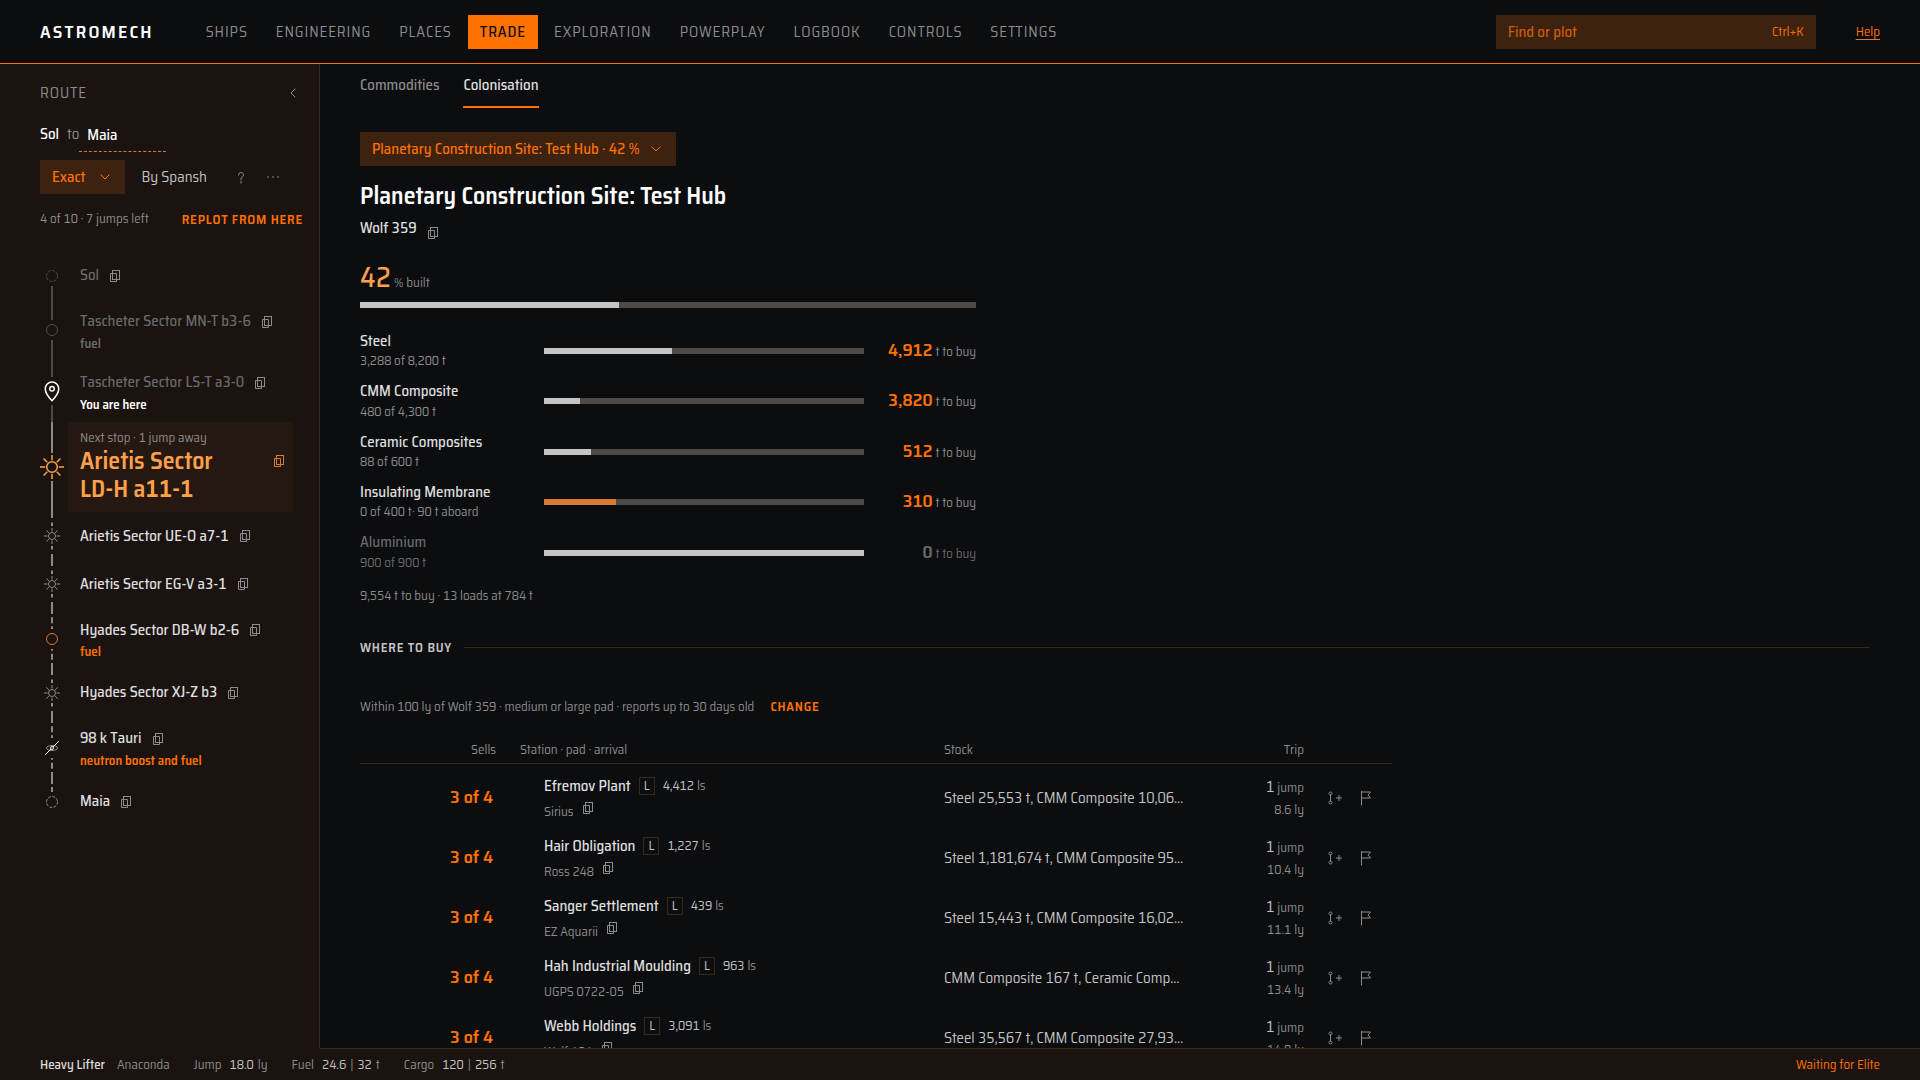 ASTROMECH SHIPS ENGINEERING PLACES TRADE EXPLORATION POWERPLAY LOGBOOK CONTROLS SETTINGS Find or plot Ctrl+K Help
ROUTE
Sol to Maia
Exact By Spansh ? ···
4 of 10 · 7 jumps left REPLOT FROM HERE
Sol
Tascheter Sector MN-T b3-6
fuel
Tascheter Sector LS-T a3-0
You are here
Next stop · 1 jump away
Arietis Sector
LD-H a11-1
Arietis Sector UE-O a7-1
Arietis Sector EG-V a3-1
Hyades Sector DB-W b2-6
fuel
Hyades Sector XJ-Z b3
98 k Tauri
neutron boost and fuel
Maia
Commodities Colonisation
Planetary Construction Site: Test Hub · 42 %
Planetary Construction Site: Test Hub
Wolf 359
42 % built
Steel
3,288 of 8,200 t
4,912 t to buy
CMM Composite
480 of 4,300 t
3,820 t to buy
Ceramic Composites
88 of 600 t
512 t to buy
Insulating Membrane
0 of 400 t · 90 t aboard
310 t to buy
Aluminium
900 of 900 t
0 t to buy
9,554 t to buy · 13 loads at 784 t
WHERE TO BUY
Within 100 ly of Wolf 359 · medium or large pad · reports up to 30 days old CHANGE
Sells Station · pad · arrival Stock Trip
3 of 4 Efremov Plant L 4,412 ls Steel 25,553 t, CMM Composite 10,06... 1 jump
Sirius 8.6 ly
3 of 4 Hair Obligation L 1,227 ls Steel 1,181,674 t, CMM Composite 95... 1 jump
Ross 248 10.4 ly
3 of 4 Sanger Settlement L 439 ls Steel 15,443 t, CMM Composite 16,02... 1 jump
EZ Aquarii 11.1 ly
3 of 4 Hah Industrial Moulding L 963 ls CMM Composite 167 t, Ceramic Comp... 1 jump
UGPS 0722-05 13.4 ly
3 of 4 Webb Holdings L 3,091 ls Steel 35,567 t, CMM Composite 27,93... 1 jump
Heavy Lifter Anaconda Jump 18.0 ly Fuel 24.6 | 32 t Cargo 120 | 256 t Waiting for Elite